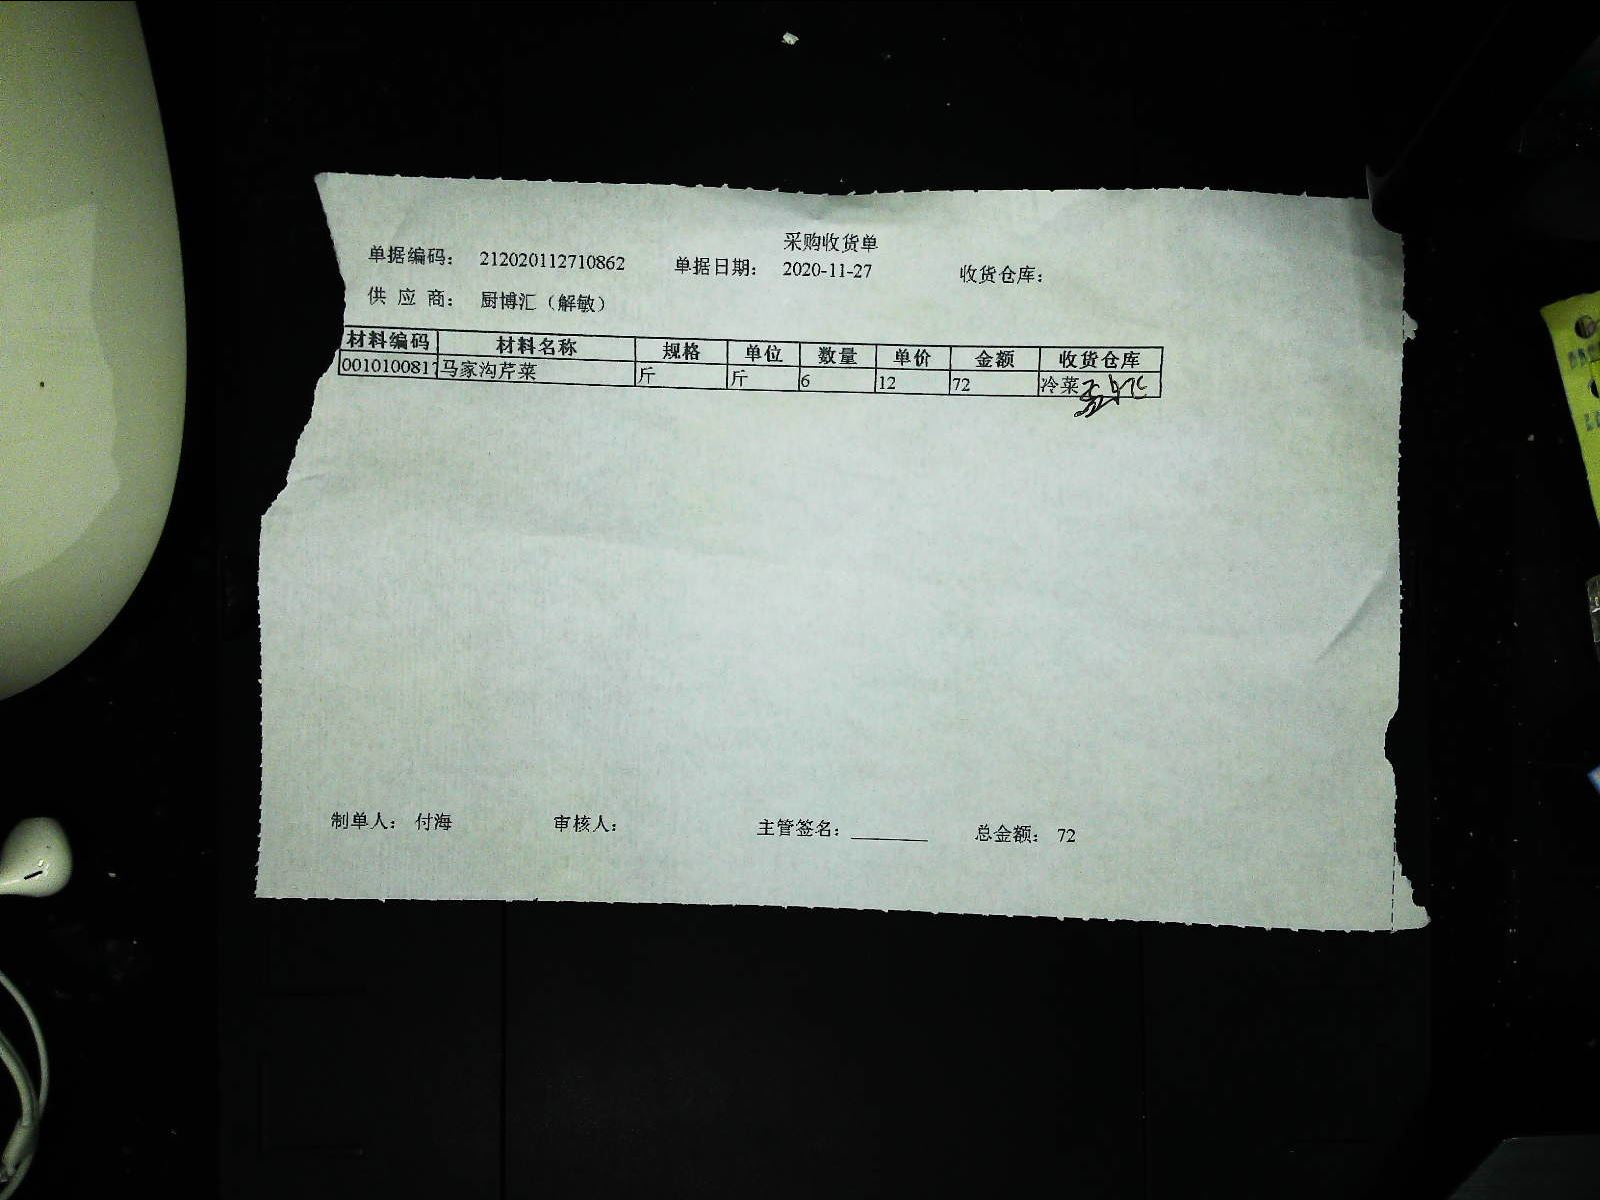 采购收货单
单据编码： 212020112710862 单据日期： 2020-11-27 收货仓库：
供 应 商： 厨博汇（解敏）
材料编码 材料名称 规格 单位 数量 单价 金额 收货仓库
0010100817 马家沟芹菜 斤 斤 6 12 72 冷菜
制单人： 付海 审核人： 主管签名：________ 总金额： 72